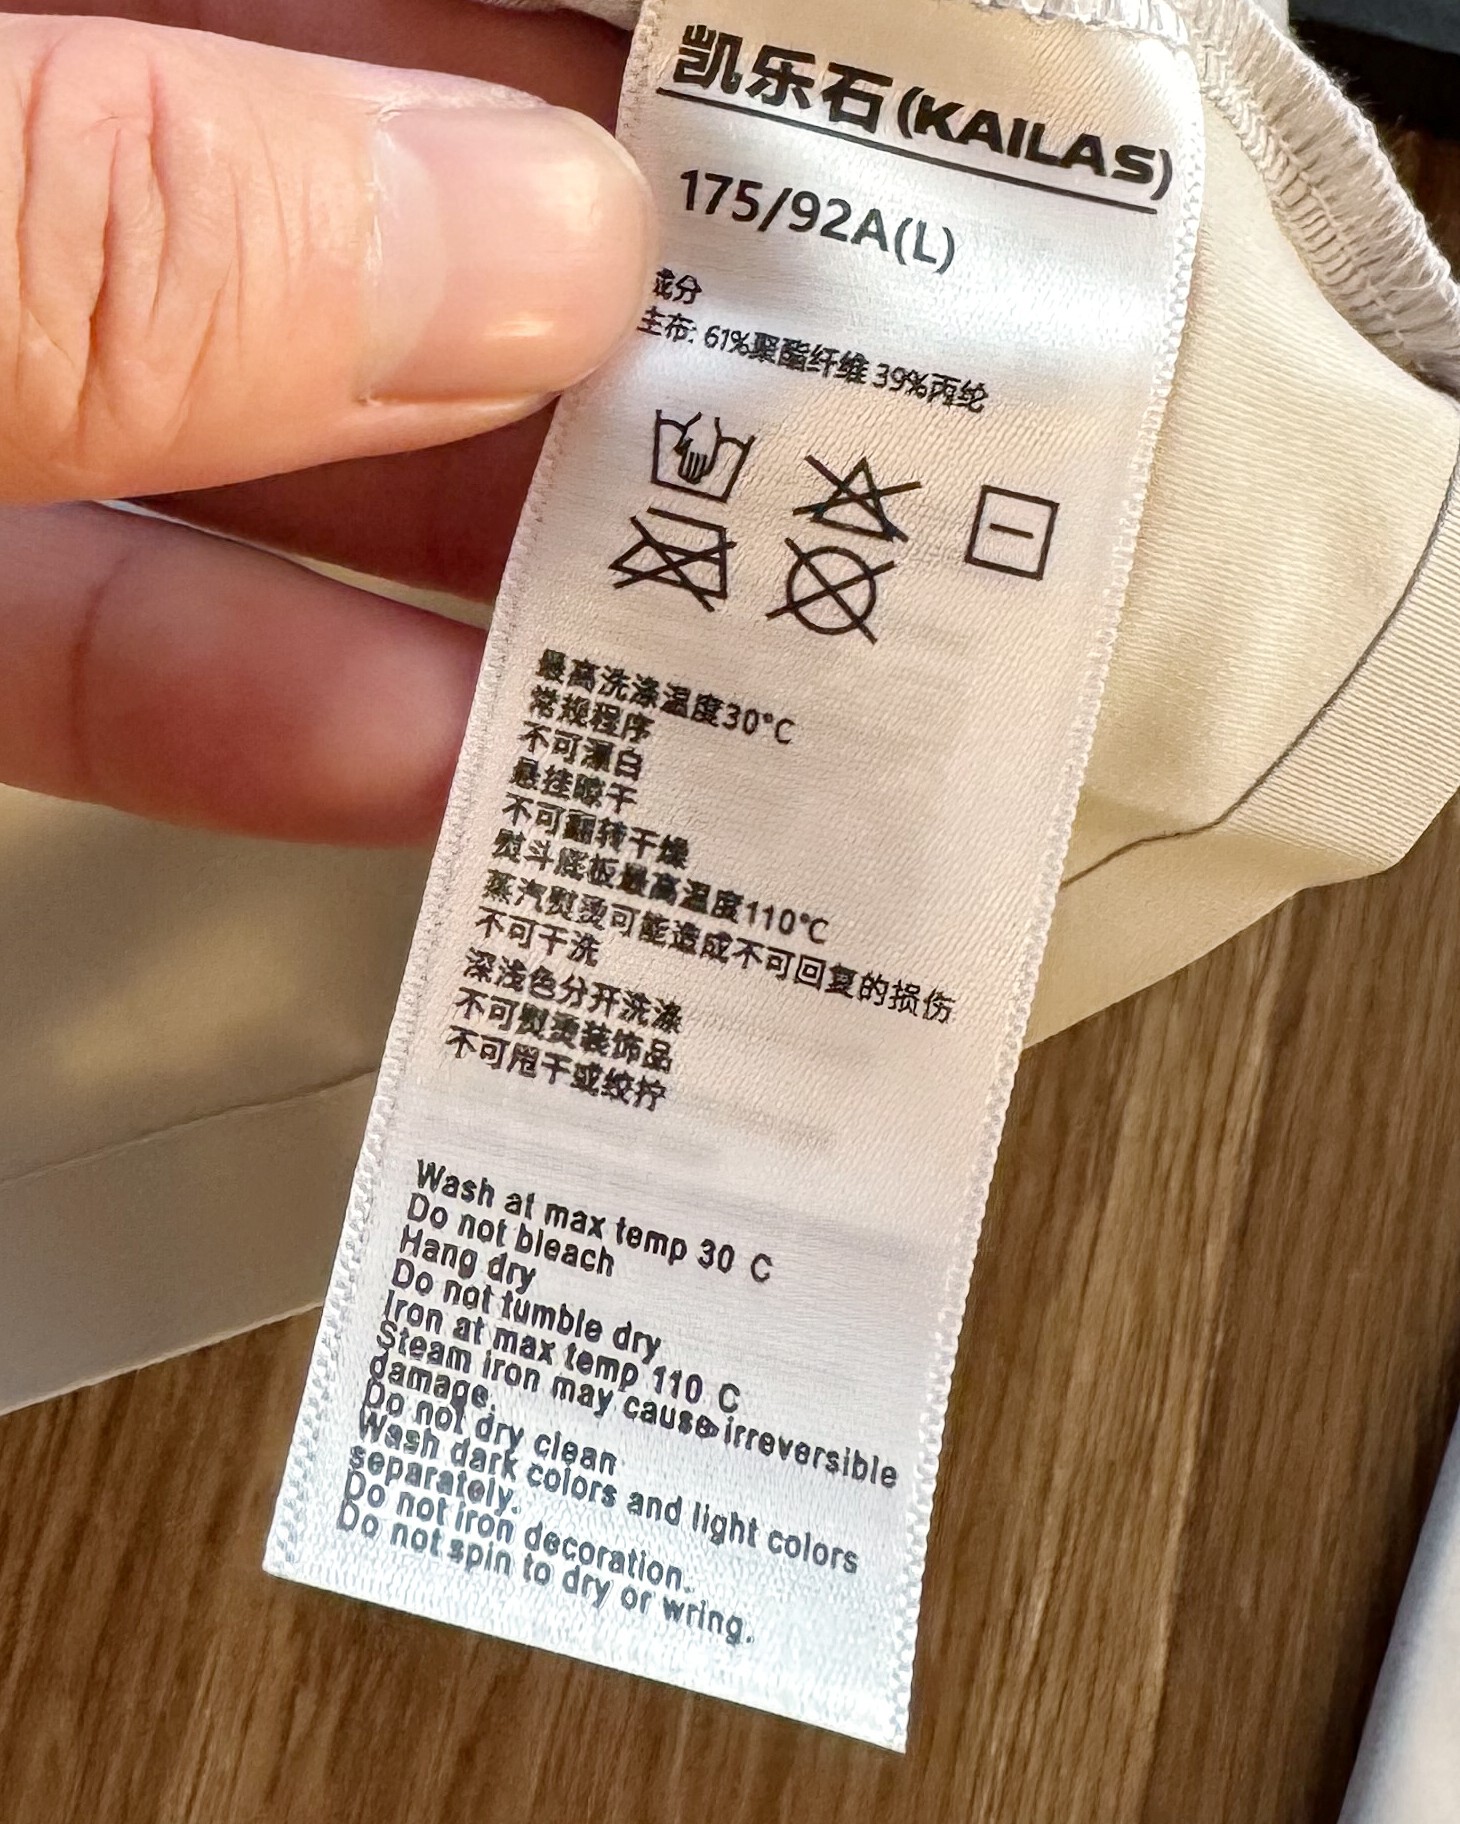 凯乐石(KAILAS)
175/92A(L)
成分
主布: 61%聚酯纤维 39%丙纶
最高洗涤温度30°C
常规程序
不可漂白
悬挂晾干
不可翻转干燥
熨斗底板最高温度110℃
蒸汽熨烫可能造成不可回复的损伤
不可干洗
深浅色分开洗涤
不可熨烫装饰品
不可甩干或绞拧
Wash at max temp 30 C
Do not bleach
Hang dry
Do not tumble dry
Iron at max temp 110 C
Steam iron may cause irreversible
damage.
Do not dry clean
Wash dark colors and light colors
separately.
Do not iron decoration.
Do not spin to dry or wring.